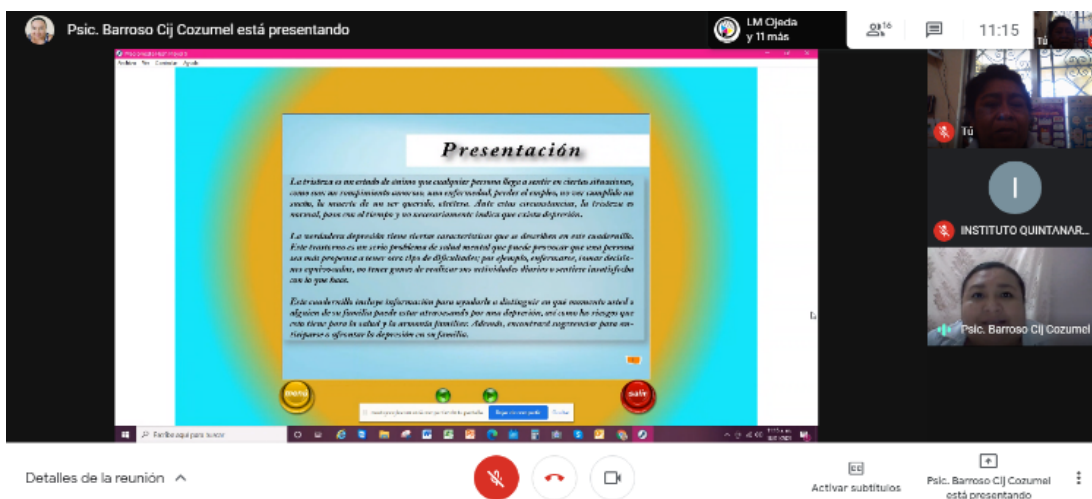 Psic. Barroso Cij Cozumel está presentando
LM Ojeda
y 11 más
16
11:15
Tú
Archivo Ver Controlar Ayuda
Presentación
La tristeza es un estado de ánimo que cualquier persona llega a sentir en ciertas situaciones,
como son: un rompimiento amoroso, una enfermedad, perder el empleo, no ver cumplido un
sueño, la muerte de un ser querido, etcétera. Ante estas circunstancias, la tristeza es
normal, pasa con el tiempo y no necesariamente indica que exista depresión.
La verdadera depresión tiene ciertas características que se describen en este cuadernillo.
Este trastorno es un serio problema de salud mental que puede provocar que una persona
sea más propensa a tener otro tipo de dificultades; por ejemplo, enfermarse, tomar decisio-
nes equivocadas, no tener ganas de realizar sus actividades diarias o sentirse insatisfecha
con lo que hace.
Este cuadernillo incluye información para ayudarle a distinguir en qué momento usted o
alguien de su familia puede estar atravesando por una depresión, así como los riesgos que
esto tiene para la salud y la armonía familiar. Además, encontrará sugerencias para an-
ticiparse o afrontar la depresión en su familia.
menú
salir
Escribe aquí para buscar
Tú
INSTITUTO QUINTANAR...
Psic. Barroso Cij Cozumel
Detalles de la reunión
Activar subtítulos
Psic. Barroso Cij Cozumel
está presentando